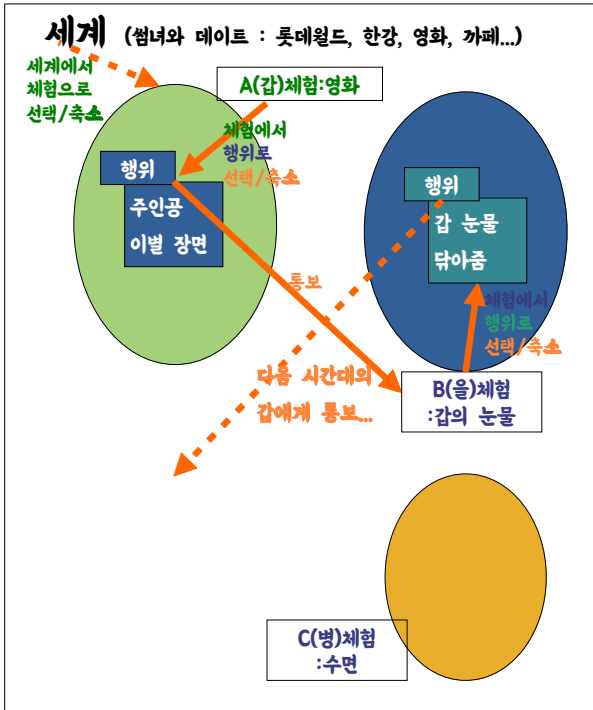 세계 (썸녀와 데이트 : 롯데월드, 한강, 영화, 까페...)
세계에서
체험으로
선택/축소
A(갑)체험:영화
체험에서
행위로
선택/축소
행위
주인공
이별 장면
행위
갑 눈물
닦아줌
통보
체험에서
행위로
선택/축소
다음 시간대의
갑에게 통보...
B(을)체험
:갑의 눈물
C(병)체험
:수면